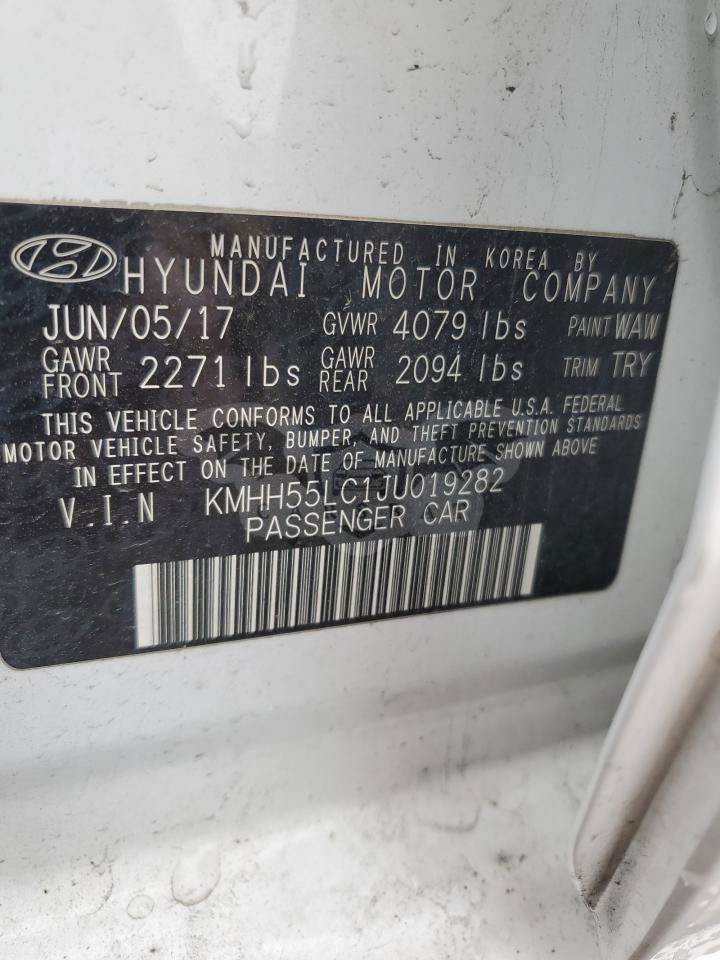 MANUFACTURED IN KOREA BY
HYUNDAI MOTOR COMPANY
JUN/05/17 GVWR 4079 lbs PAINT WAW
GAWR FRONT 2271 lbs GAWR REAR 2094 lbs TRIM TRY
THIS VEHICLE CONFORMS TO ALL APPLICABLE U.S.A. FEDERAL
MOTOR VEHICLE SAFETY, BUMPER, AND THEFT PREVENTION STANDARDS
IN EFFECT ON THE DATE OF MANUFACTURE SHOWN ABOVE
V.I.N KMHH55LC1JU019282
PASSENGER CAR